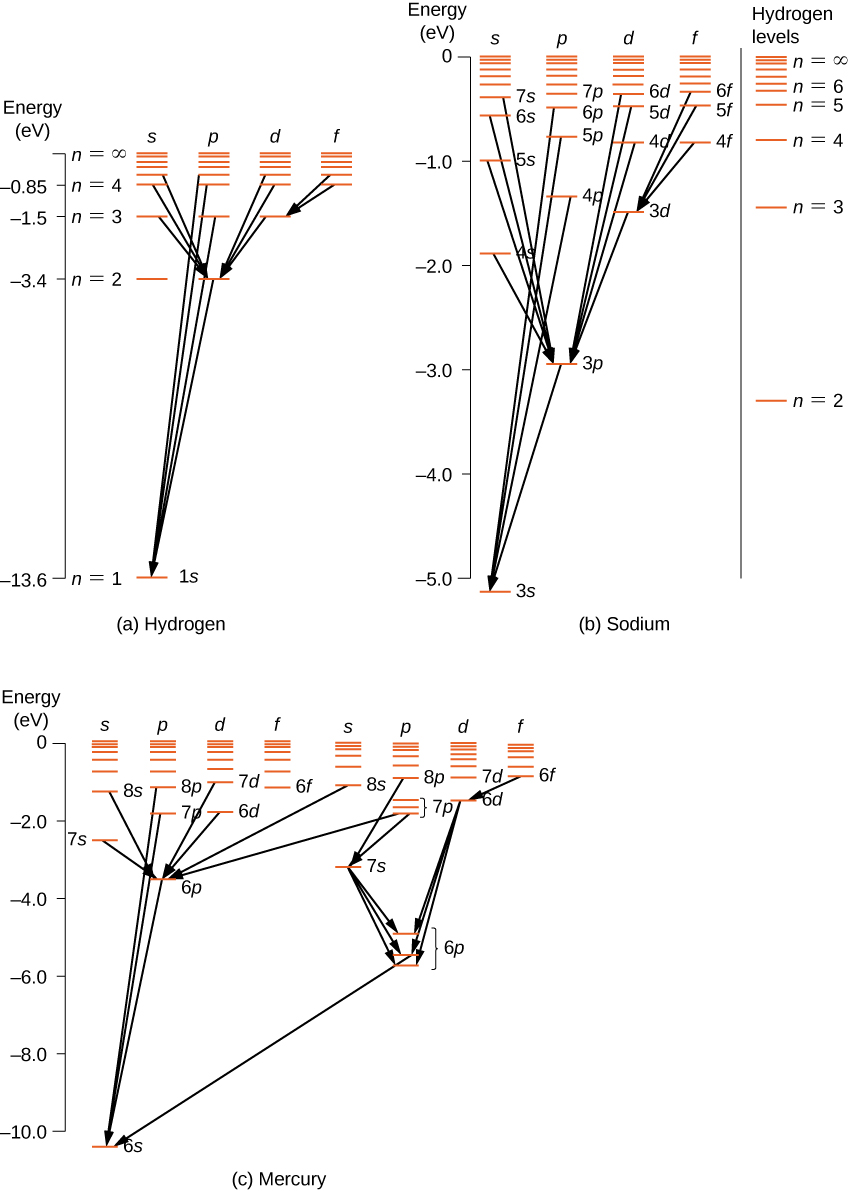 Energy
(eV)
s p d f
n = ∞
–0.85 n = 4
–1.5 n = 3
–3.4 n = 2
–13.6 n = 1 1s
(a) Hydrogen
Energy
(eV)
s p d f
0
7s 7p 6d 6f
6s 6p 5d 5f
5s 5p 4d 4f
–1.0
4p 3d
4s
–2.0
–3.0 3p
–4.0
–5.0
3s
(b) Sodium
Hydrogen
levels
n = ∞
n = 6
n = 5
n = 4
n = 3
n = 2
Energy
(eV)
s p d f s p d f
0
8s 8p 7d 6f 8s 8p 7d 6f
7p 6d 7p 6d
–2.0
7s 7s
6p
–4.0
6p
–6.0
–8.0
–10.0
6s
(c) Mercury